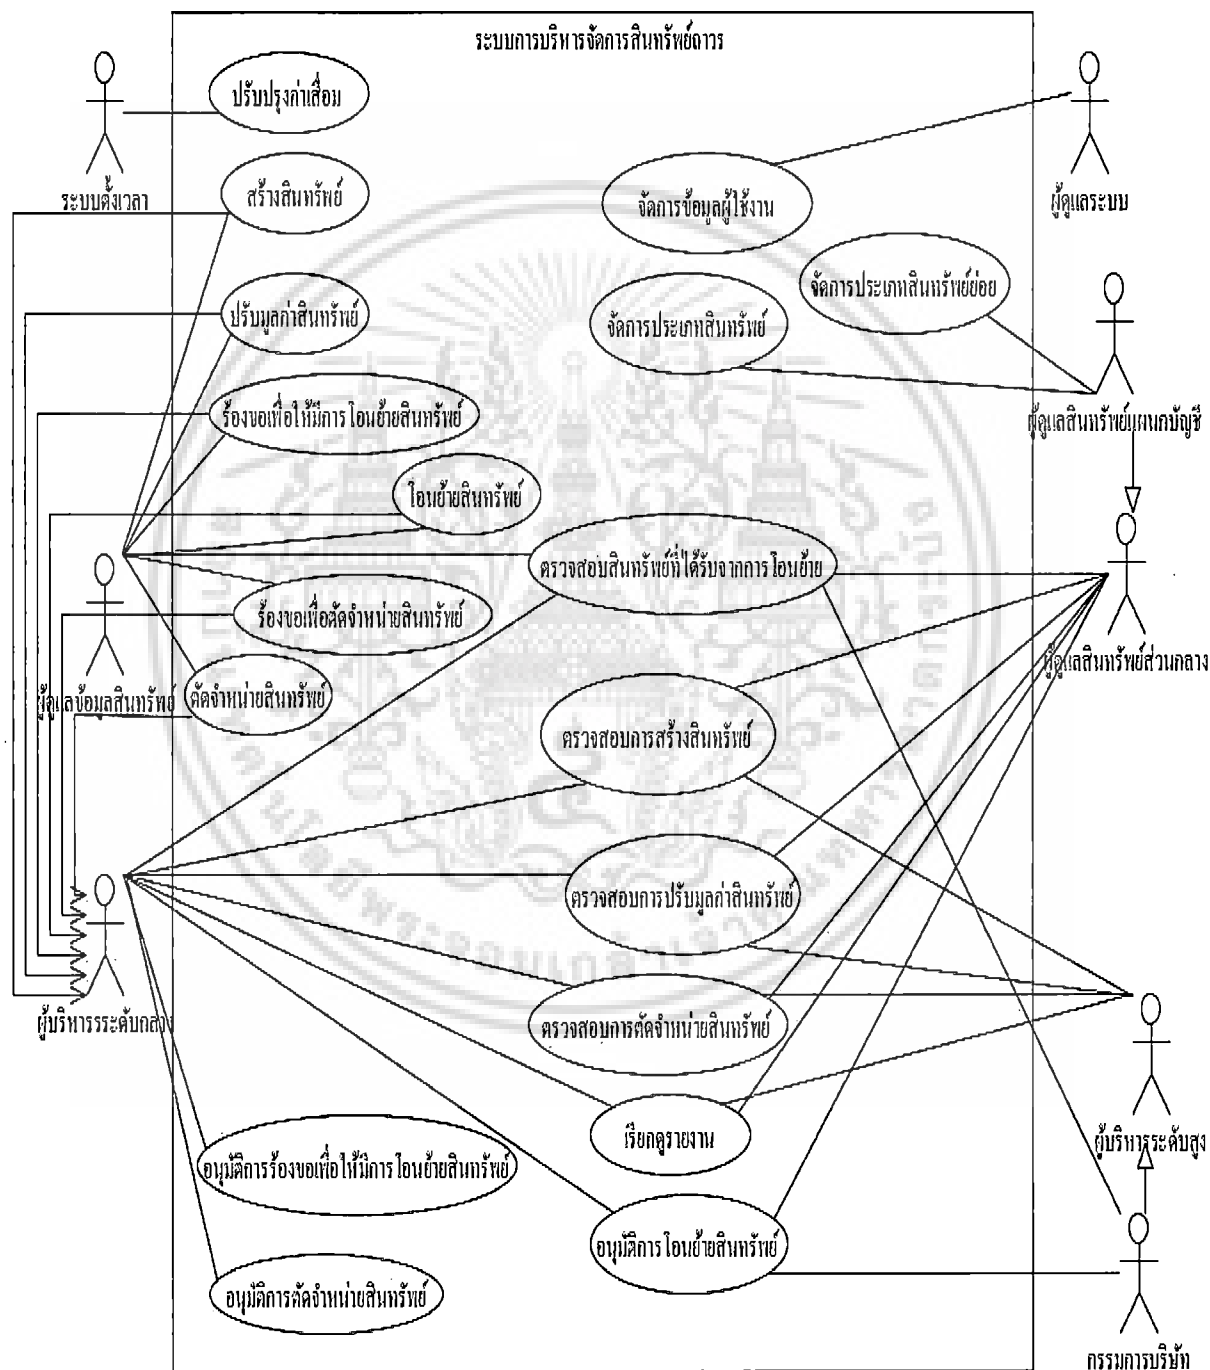 ระบบการบริหารจัดการสินทรัพย์ถาวร
ปรับปรุงค่าเสื่อม
ระบบตั้งเวลา
สร้างสินทรัพย์
จัดการข้อมูลผู้ใช้งาน
ผู้ดูแลระบบ
จัดการประเภทสินทรัพย์ย่อย
ปรับมูลค่าสินทรัพย์
จัดการประเภทสินทรัพย์
ร้องขอเพื่อให้มีการโอนย้ายสินทรัพย์
ผู้ดูแลสินทรัพย์แผนกบัญชี
โอนย้ายสินทรัพย์
ตรวจสอบสินทรัพย์ที่ได้รับจากการโอนย้าย
ร้องขอเพื่อตัดจำหน่ายสินทรัพย์
ผู้ดูแลสินทรัพย์ส่วนกลาง
ผู้ดูแลข้อมูลสินทรัพย์
ตัดจำหน่ายสินทรัพย์
ตรวจสอบการสร้างสินทรัพย์
ตรวจสอบการปรับมูลค่าสินทรัพย์
ผู้บริหารระดับกลาง
ตรวจสอบการตัดจำหน่ายสินทรัพย์
เรียกดูรายงาน
ผู้บริหารระดับสูง
อนุมัติการร้องขอเพื่อให้มีการโอนย้ายสินทรัพย์
อนุมัติการโอนย้ายสินทรัพย์
อนุมัติการตัดจำหน่ายสินทรัพย์
กรรมการบริษัท